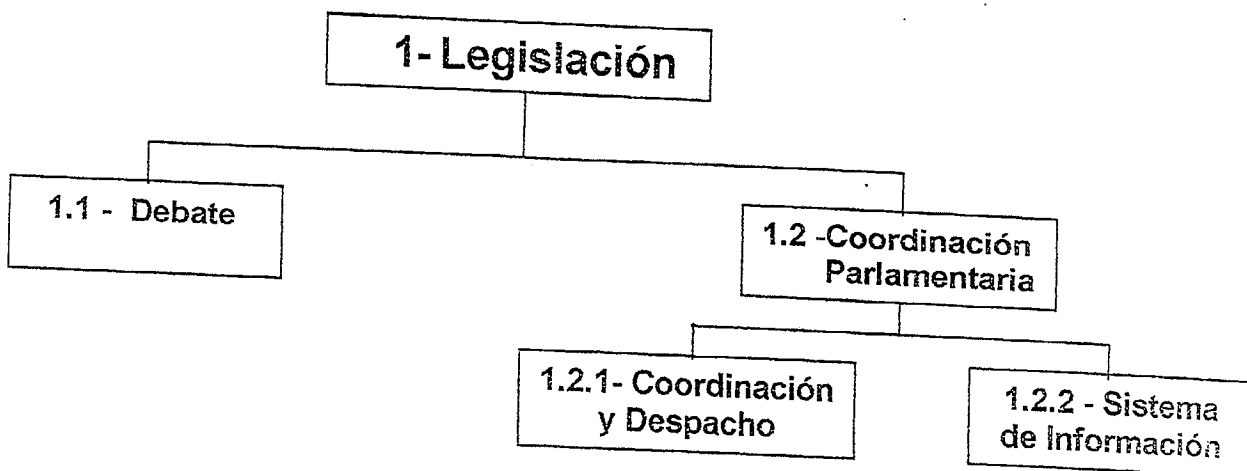 1- Legislación
1.1 - Debate
1.2 -Coordinación
Parlamentaria
1.2.1- Coordinación
y Despacho
1.2.2 - Sistema
de Información